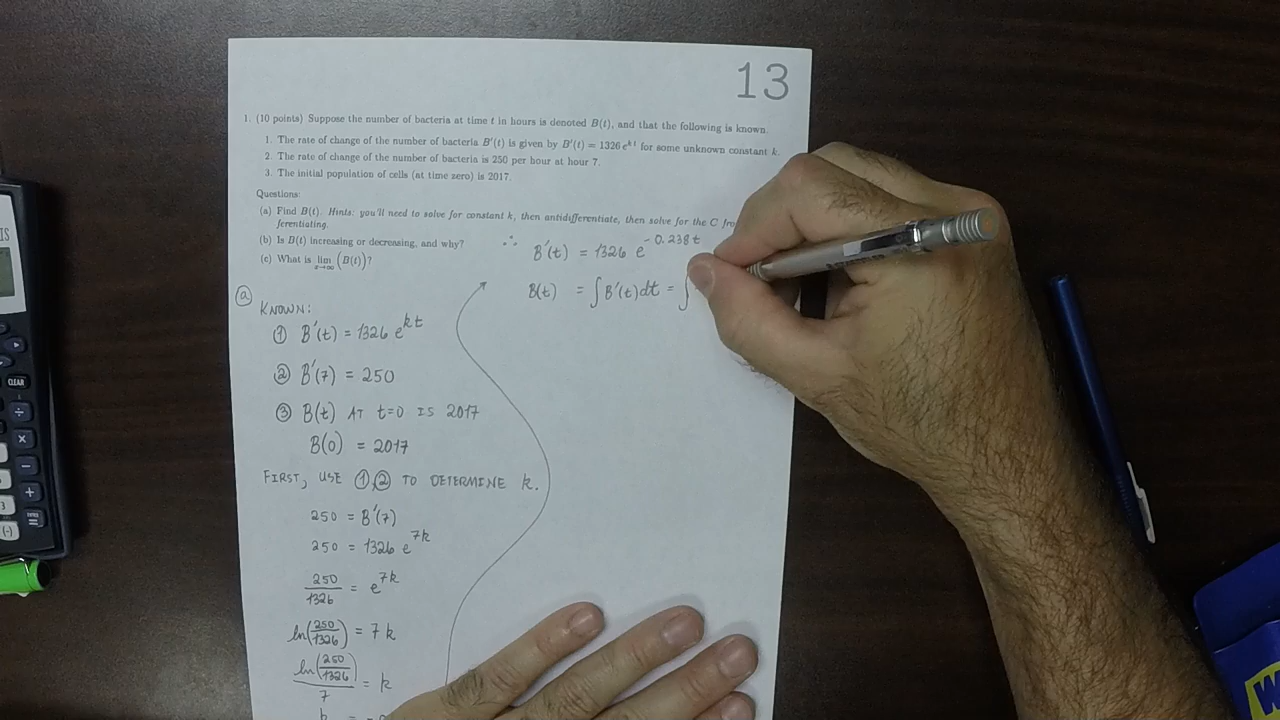 13
1. (10 points) Suppose the number of bacteria at time t in hours is denoted B(t), and that the following is known.
1. The rate of change of the number of bacteria B'(t) is given by B'(t) = 1326 e^{kt} for some unknown constant k.
2. The rate of change of the number of bacteria is 250 per hour at hour 7.
3. The initial population of cells (at time zero) is 2017.
Questions:
(a) Find B(t). Hints: you'll need to solve for constant k, then antidifferentiate, then solve for the C
ferentiating.
(b) Is B(t) increasing or decreasing, and why?
(c) What is lim_{x→∞} (B(t))?
(a) KNOWN:
① B'(t) = 1326 e^{kt}
② B'(7) = 250
③ B(t) AT t=0 IS 2017
B(0) = 2017
FIRST, USE ①,② TO DETERMINE k.
250 = B'(7)
250 = 1326 e^{7k}
250/1326 = e^{7k}
ln(250/1326) = 7k
ln(250/1326)/7 = k
∴ B'(t) = 1326 e^{-0.238t}
B(t) = ∫B'(t)dt = ∫
IS
CLEAR
÷
×
−
+
3
=
(-)
W